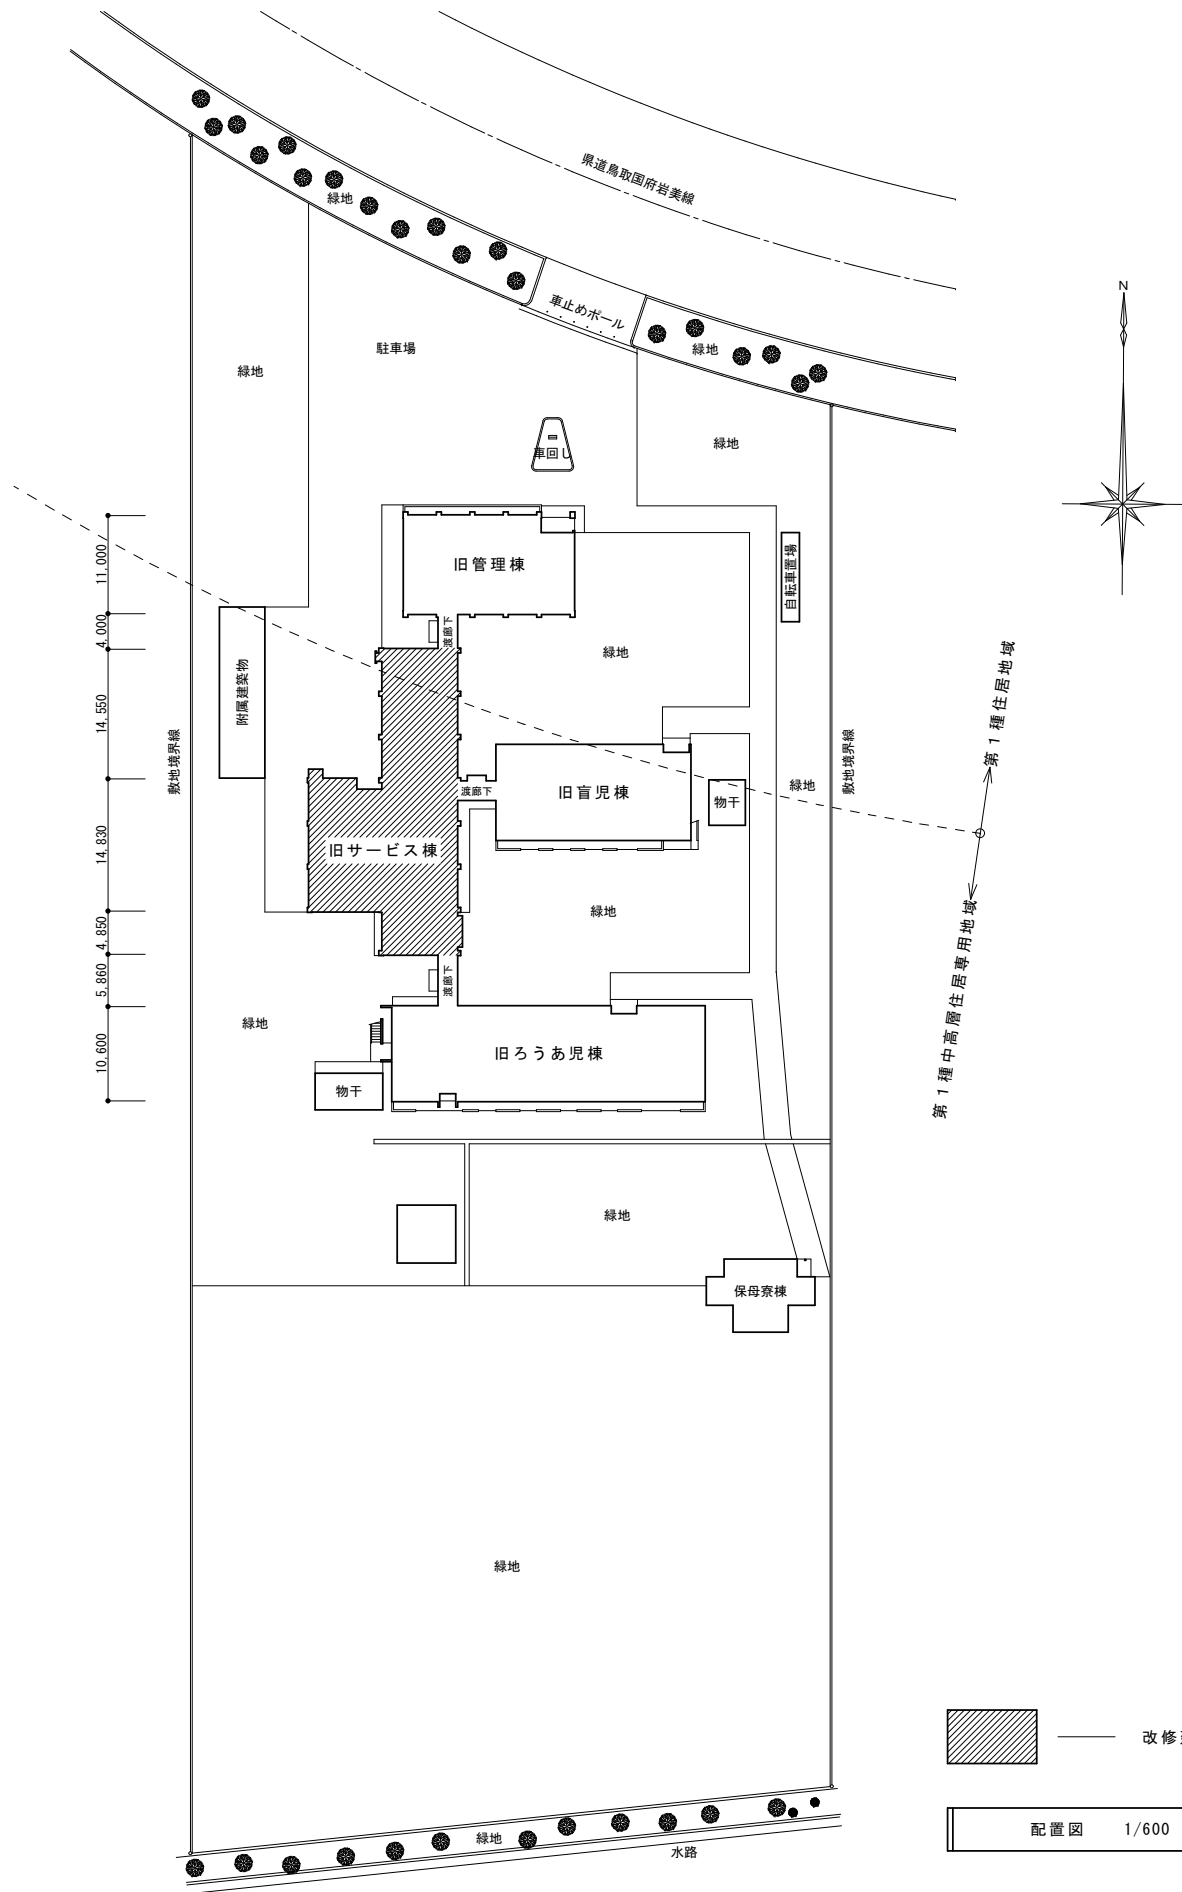 県道鳥取国府岩美線
緑地
車止めポール
緑地
N
駐車場
緑地
緑地
車回し
11,000
旧管理棟
自転車置場
4,000
渡廊下
緑地
第1種住居地域
附属建築物
14,550
敷地境界線
敷地境界線
緑地
渡廊下
旧盲児棟
物干
14,830
旧サービス棟
緑地
4,850
第1種中高層住居専用地域
5,860
渡廊下
緑地
旧ろうあ児棟
10,600
物干
緑地
保母寮棟
緑地
改修
配置図 1/600
緑地
水路